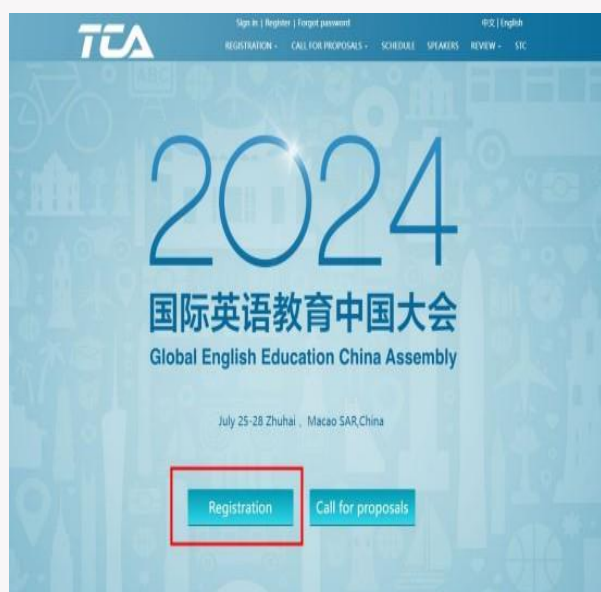 Sign in | Register | Forgot password
中文 | English
TCA
REGISTRATION
CALL FOR PROPOSALS
SCHEDULE
SPEAKERS
REVIEW
STC
ABC
2024
国际英语教育中国大会
Global English Education China Assembly
July 25-28 Zhuhai , Macao SAR,China
Registration
Call for proposals